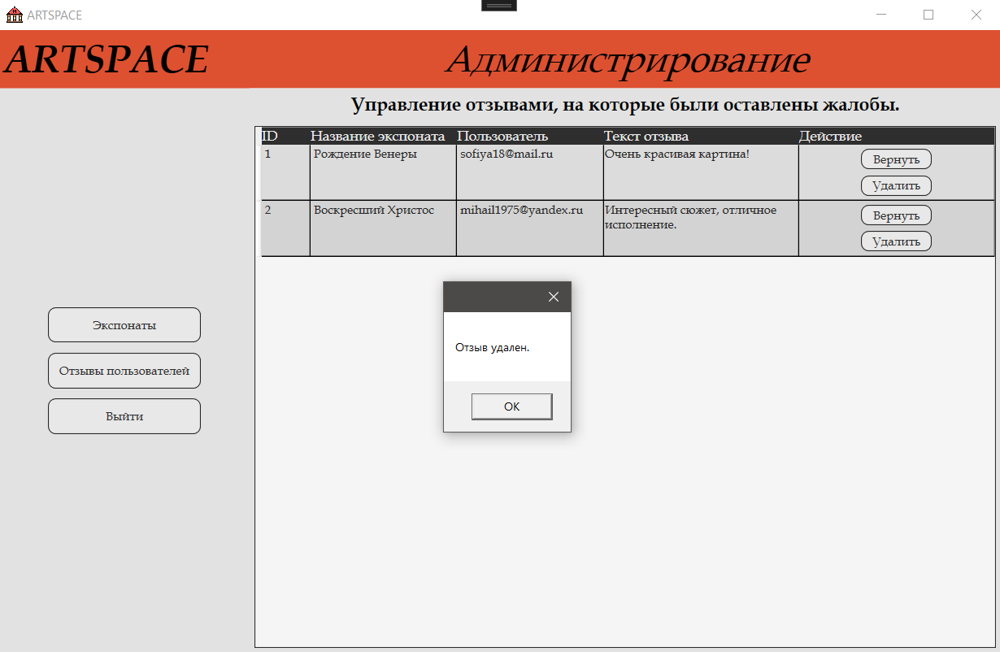 ARTSPACE
ARTSPACE
Администрирование
Управление отзывами, на которые были оставлены жалобы.
ID Название экспоната Пользователь Текст отзыва Действие
1 Рождение Венеры sofiya18@mail.ru Очень красивая картина! Вернуть
Удалить
2 Воскресший Христос mihail1975@yandex.ru Интересный сюжет, отличное Вернуть
исполнение.
Удалить
Экспонаты
Отзывы пользователей
Выйти
Отзыв удален.
OK